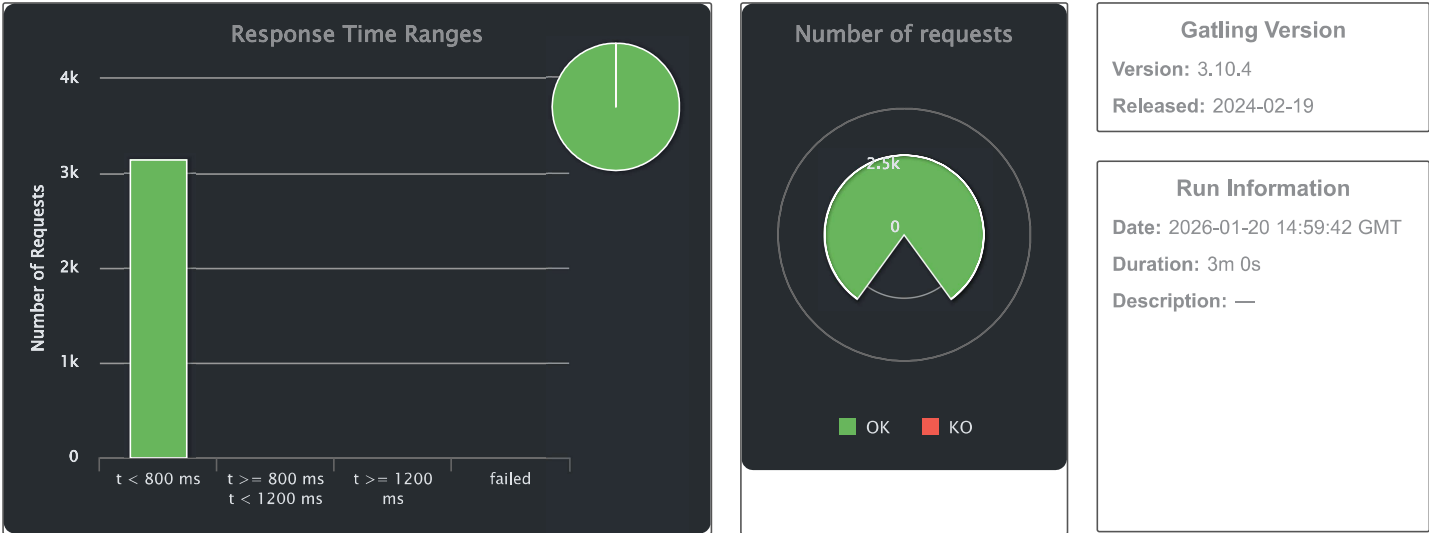 Response Time Ranges
Number of Requests
4k
3k
2k
1k
0
t < 800 ms
t >= 800 ms
t < 1200 ms
t >= 1200
ms
failed
Number of requests
2.5k
0
OK
KO
Gatling Version
Version: 3.10.4
Released: 2024-02-19
Run Information
Date: 2026-01-20 14:59:42 GMT
Duration: 3m 0s
Description: —